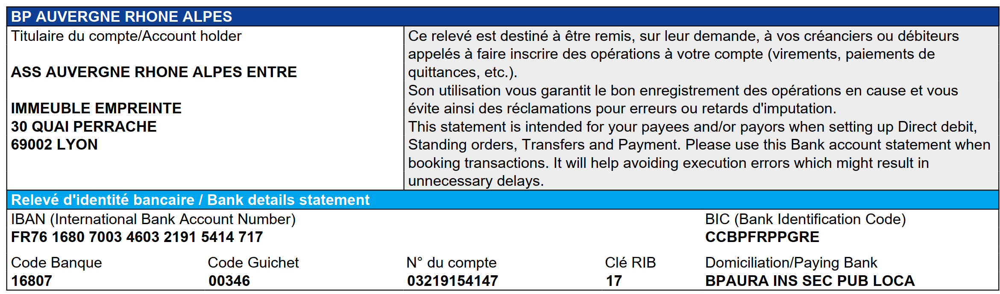 BP AUVERGNE RHONE ALPES
Titulaire du compte/Account holder
ASS AUVERGNE RHONE ALPES ENTRE
IMMEUBLE EMPREINTE
30 QUAI PERRACHE
69002 LYON
Ce relevé est destiné à être remis, sur leur demande, à vos créanciers ou débiteurs
appelés à faire inscrire des opérations à votre compte (virements, paiements de
quittances, etc.).
Son utilisation vous garantit le bon enregistrement des opérations en cause et vous
évite ainsi des réclamations pour erreurs ou retards d'imputation.
This statement is intended for your payees and/or payors when setting up Direct debit,
Standing orders, Transfers and Payment. Please use this Bank account statement when
booking transactions. It will help avoiding execution errors which might result in
unnecessary delays.
Relevé d'identité bancaire / Bank details statement
IBAN (International Bank Account Number)
FR76 1680 7003 4603 2191 5414 717
BIC (Bank Identification Code)
CCBPFRPPGRE
Code Banque
16807
Code Guichet
00346
N° du compte
03219154147
Clé RIB
17
Domiciliation/Paying Bank
BPAURA INS SEC PUB LOCA